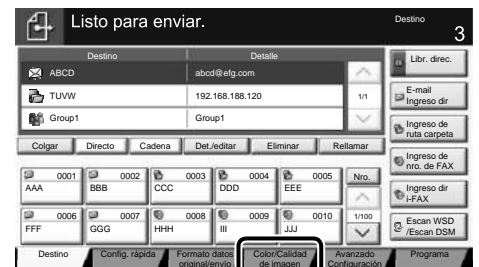 Listo para enviar.
Destino
3
Destino Detalle
ABCD abcd@efg.com
TUVW 192.168.188.120 1/1
Group1 Group1
Colgar Directo Cadena Det./editar Eliminar Rellamar
0001 0002 0003 0004 0005 Nro.
AAA BBB CCC DDD EEE
0006 0007 0008 0009 0010 1/100
FFF GGG HHH III JJJ
Libr. direc.
E-mail
Ingreso dir
Ingreso de
ruta carpeta
Ingreso de
nro. de FAX
Ingreso dir
i-FAX
Escan WSD
/Escan DSM
Destino
Config. rápida
Formato datos
original/envío
Color/Calidad
de imagen
Avanzado
Configuración
Programa